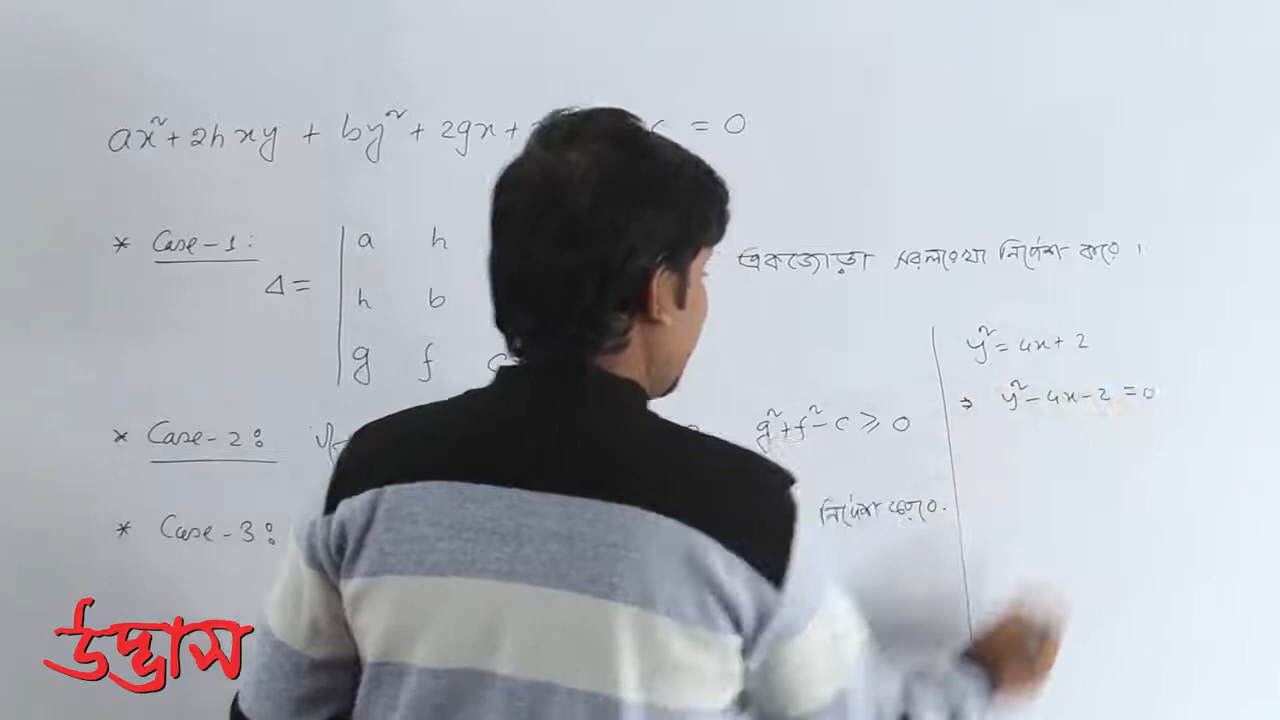 ax² + 2hxy + by² + 2gx + c = 0
* Case-1:
Δ =
a h
h b
g f c
একজোড়া সরলরেখা নির্দেশ করে।
y² = 4x + 2
⇒ y² - 4x - 2 = 0
* Case-2:
g² + f² - c ≥ 0
* Case-3:
নির্দেশ করে.
উদ্ভাস